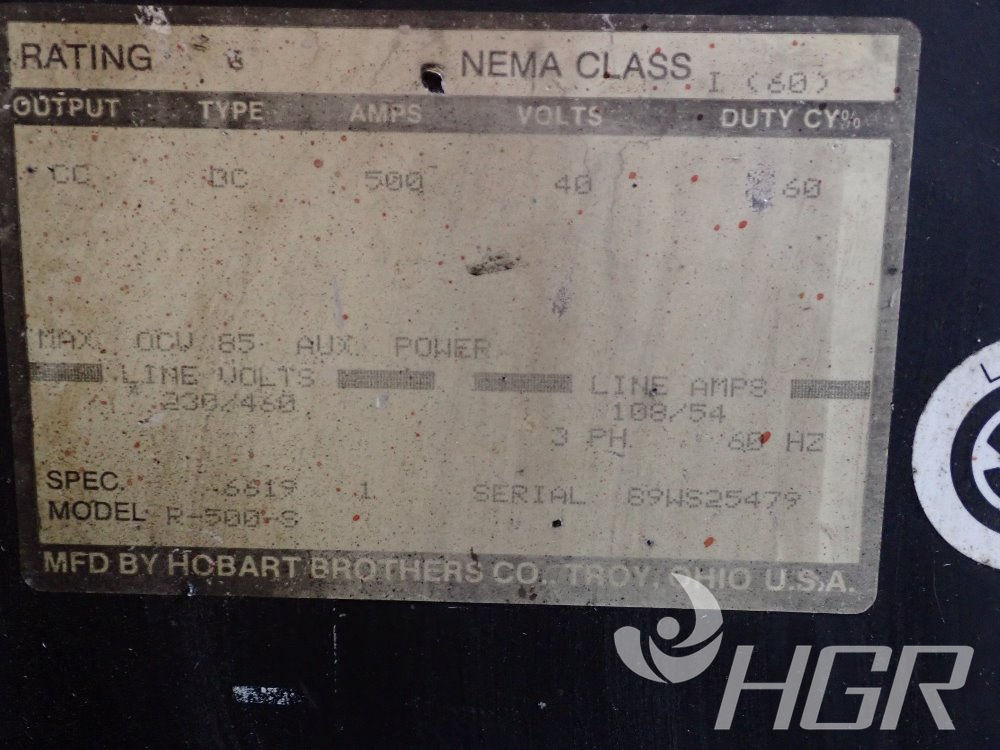 RATING NEMA CLASS I (60)
OUTPUT TYPE AMPS VOLTS DUTY CY%
CC DC 500 40 60
MAX OCV 85 AUX POWER
LINE VOLTS LINE AMPS
230/460 108/54
3 PH 60 HZ
SPEC. 6619 1 SERIAL 89WS25479
MODEL R-500-S
MFD BY HOBART BROTHERS CO., TROY, OHIO U.S.A.
HGR